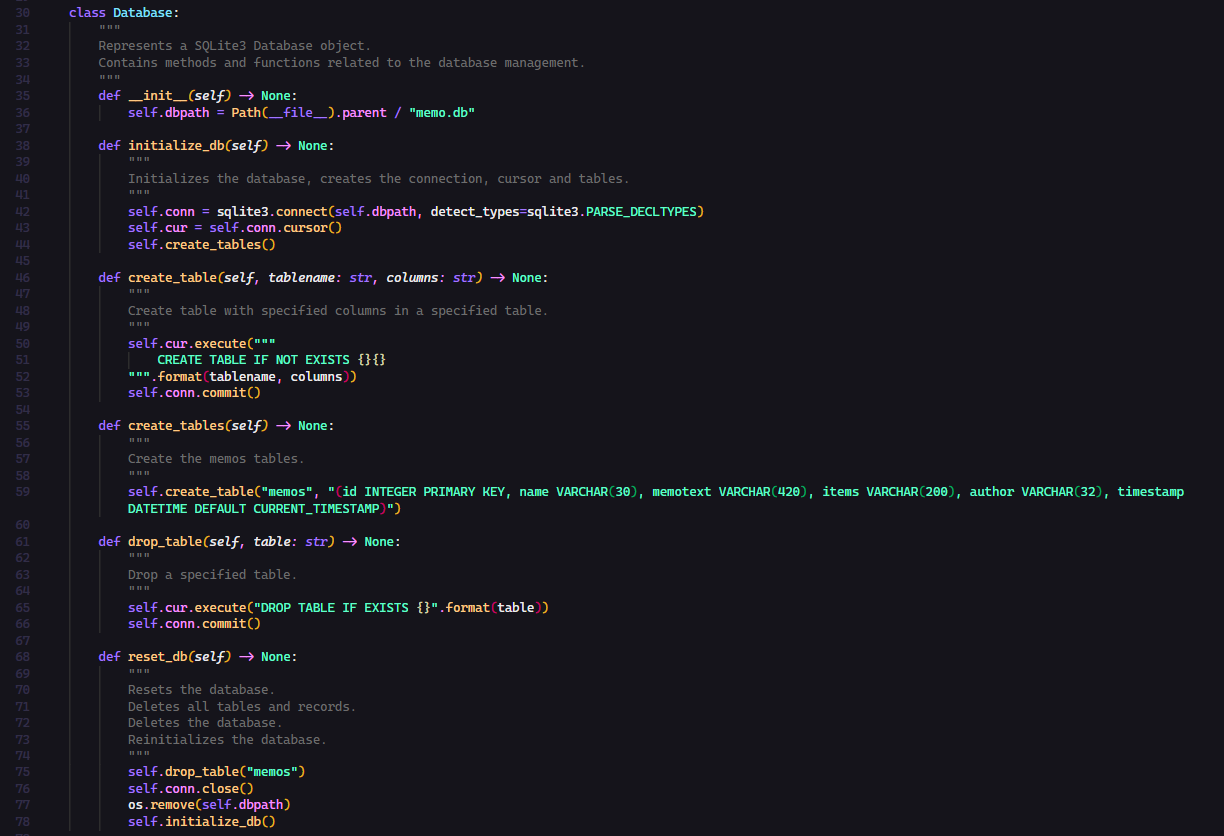 30 class Database:
31 """
32 Represents a SQLite3 Database object.
33 Contains methods and functions related to the database management.
34 """
35 def __init__(self) -> None:
36 self.dbpath = Path(__file__).parent / "memo.db"
37
38 def initialize_db(self) -> None:
39 """
40 Initializes the database, creates the connection, cursor and tables.
41 """
42 self.conn = sqlite3.connect(self.dbpath, detect_types=sqlite3.PARSE_DECLTYPES)
43 self.cur = self.conn.cursor()
44 self.create_tables()
45
46 def create_table(self, tablename: str, columns: str) -> None:
47 """
48 Create table with specified columns in a specified table.
49 """
50 self.cur.execute("""
51 CREATE TABLE IF NOT EXISTS {}{}
52 """.format(tablename, columns))
53 self.conn.commit()
54
55 def create_tables(self) -> None:
56 """
57 Create the memos tables.
58 """
59 self.create_table("memos", "(id INTEGER PRIMARY KEY, name VARCHAR(30), memotext VARCHAR(420), items VARCHAR(200), author VARCHAR(32), timestamp
DATETIME DEFAULT CURRENT_TIMESTAMP)")
60
61 def drop_table(self, table: str) -> None:
62 """
63 Drop a specified table.
64 """
65 self.cur.execute("DROP TABLE IF EXISTS {}".format(table))
66 self.conn.commit()
67
68 def reset_db(self) -> None:
69 """
70 Resets the database.
71 Deletes all tables and records.
72 Deletes the database.
73 Reinitializes the database.
74 """
75 self.drop_table("memos")
76 self.conn.close()
77 os.remove(self.dbpath)
78 self.initialize_db()